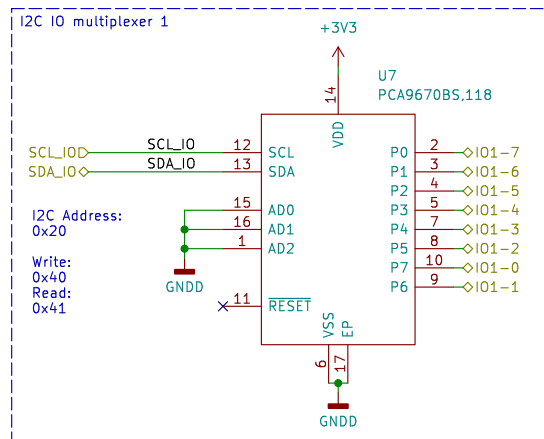 I2C IO multiplexer 1
+3V3
U7
PCA9670BS,118
14
VDD
SCL_IO SCL_IO 12 SCL P0 2 IO1-7
SDA_IO SDA_IO 13 SDA P1 3 IO1-6
P2 4 IO1-5
I2C Address: 15 AD0 P3 5 IO1-4
0x20 16 AD1 P4 7 IO1-3
1 AD2 P5 8 IO1-2
Write: P7 10 IO1-0
0x40 GNDD P6 9 IO1-1
Read:
0x41 11 RESET
VSS EP
6 17
GNDD